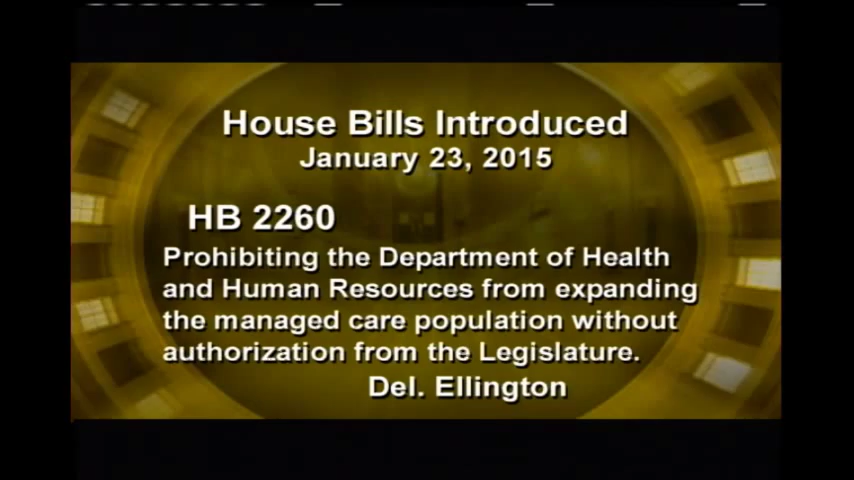 House Bills Introduced
January 23, 2015
HB 2260
Prohibiting the Department of Health
and Human Resources from expanding
the managed care population without
authorization from the Legislature.
Del. Ellington